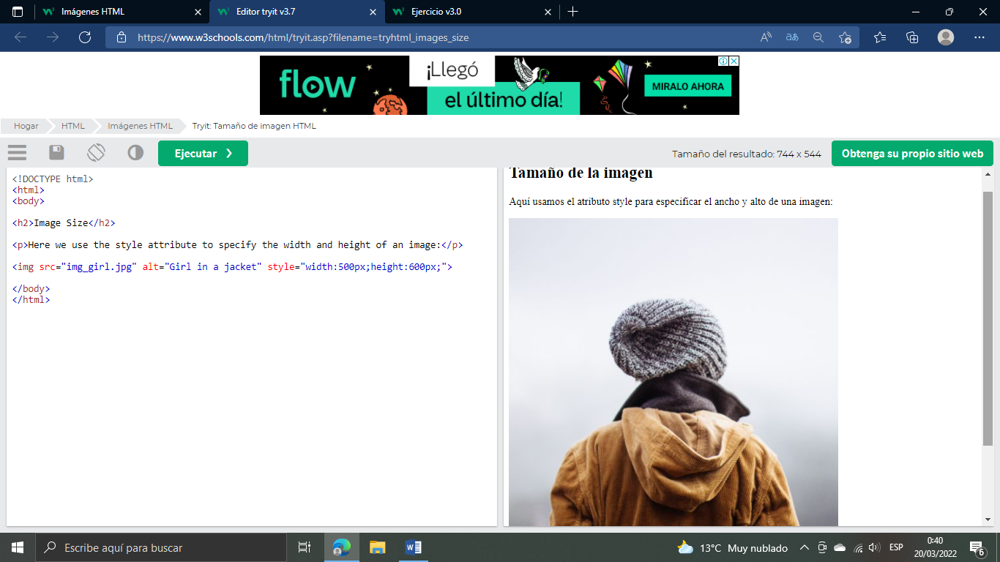 Imágenes HTML
Editor tryit v3.7
Ejercicio v3.0
https://www.w3schools.com/html/tryit.asp?filename=tryhtml_images_size
flow
¡Llegó
el último día!
MIRALO AHORA
Hogar
HTML
Imágenes HTML
Tryit: Tamaño de imagen HTML
Ejecutar
Tamaño del resultado: 744 x 544
Obtenga su propio sitio web
<!DOCTYPE html>
<html>
<body>
<h2>Image Size</h2>
<p>Here we use the style attribute to specify the width and height of an image:</p>
<img src="img_girl.jpg" alt="Girl in a jacket" style="width:500px;height:600px;">
</body>
</html>
Tamaño de la imagen
Aquí usamos el atributo style para especificar el ancho y alto de una imagen:
Escribe aquí para buscar
13°C Muy nublado
ESP
0:40
20/03/2022
6